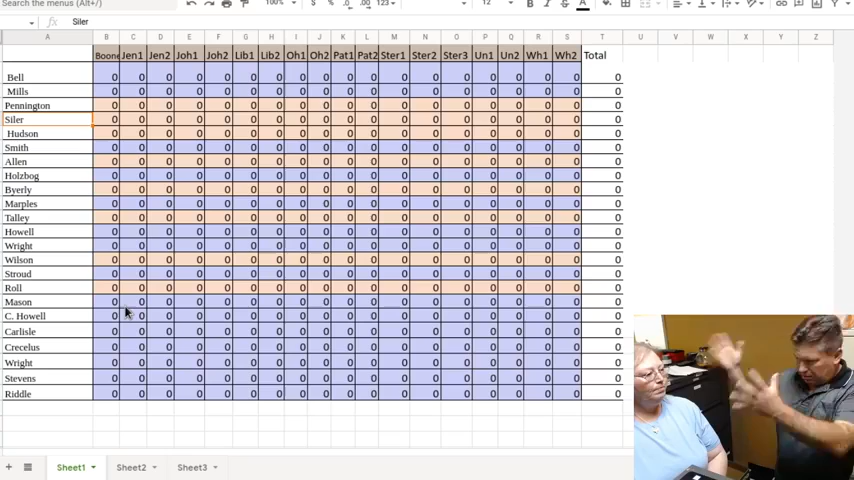 Search the menus (Alt+/) 100% $ % .0 .00 123 12 B
fx Siler
A B C D E F G H I J K L M N O P Q R S T U V W X Y Z
Boone Jen1 Jen2 Joh1 Joh2 Lib1 Lib2 Oh1 Oh2 Pat1 Pat2 Ster1 Ster2 Ster3 Un1 Un2 Wh1 Wh2 Total
Bell 0 0 0 0 0 0 0 0 0 0 0 0 0 0 0 0 0 0 0
Mills 0 0 0 0 0 0 0 0 0 0 0 0 0 0 0 0 0 0 0
Pennington 0 0 0 0 0 0 0 0 0 0 0 0 0 0 0 0 0 0 0
Siler 0 0 0 0 0 0 0 0 0 0 0 0 0 0 0 0 0 0 0
Hudson 0 0 0 0 0 0 0 0 0 0 0 0 0 0 0 0 0 0 0
Smith 0 0 0 0 0 0 0 0 0 0 0 0 0 0 0 0 0 0 0
Allen 0 0 0 0 0 0 0 0 0 0 0 0 0 0 0 0 0 0 0
Holzbog 0 0 0 0 0 0 0 0 0 0 0 0 0 0 0 0 0 0 0
Byerly 0 0 0 0 0 0 0 0 0 0 0 0 0 0 0 0 0 0 0
Marples 0 0 0 0 0 0 0 0 0 0 0 0 0 0 0 0 0 0 0
Talley 0 0 0 0 0 0 0 0 0 0 0 0 0 0 0 0 0 0 0
Howell 0 0 0 0 0 0 0 0 0 0 0 0 0 0 0 0 0 0 0
Wright 0 0 0 0 0 0 0 0 0 0 0 0 0 0 0 0 0 0 0
Wilson 0 0 0 0 0 0 0 0 0 0 0 0 0 0 0 0 0 0 0
Stroud 0 0 0 0 0 0 0 0 0 0 0 0 0 0 0 0 0 0 0
Roll 0 0 0 0 0 0 0 0 0 0 0 0 0 0 0 0 0 0 0
Mason 0 0 0 0 0 0 0 0 0 0 0 0 0 0 0 0 0 0 0
C. Howell 0 0 0 0 0 0 0 0 0 0 0 0 0 0 0 0 0 0 0
Carlisle 0 0 0 0 0 0 0 0 0 0 0 0 0 0 0 0 0 0 0
Crecelus 0 0 0 0 0 0 0 0 0 0 0 0 0 0 0 0 0 0 0
Wright 0 0 0 0 0 0 0 0 0 0 0 0 0 0 0 0 0 0 0
Stevens 0 0 0 0 0 0 0 0 0 0 0 0 0 0 0 0 0 0 0
Riddle 0 0 0 0 0 0 0 0 0 0 0 0 0 0 0 0 0 0 0
Sheet1 Sheet2 Sheet3